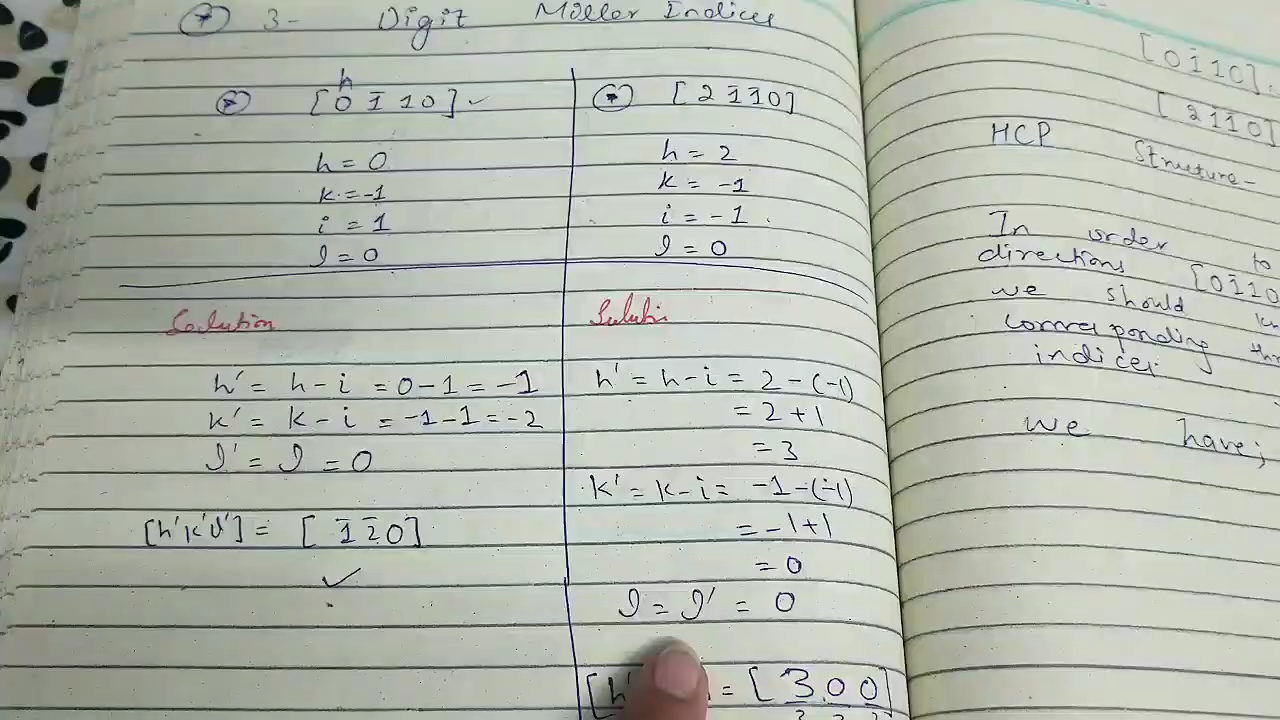 3- Digit Miller Indices
h
[0 1̄ 1 0]
h = 0
k = -1
i = 1
l = 0
Solution
h' = h - i = 0 - 1 = -1
k' = k - i = -1 - 1 = -2
l' = l = 0
[h'k'l'] = [1̄ 2̄ 0]
[2 1̄ 1̄ 0]
h = 2
k = -1
i = -1
l = 0
h' = h - i = 2 - (-1)
= 2 + 1
= 3
k' = k - i = -1 - (-1)
= -1 + 1
= 0
l = l' = 0
= [3 0 0]
[0 1̄ 1 0]
[2 1 1 0]
HCP Struture-
In order to
directions [0 1̄ 1 0
we should
corresponding
indices.
we have;